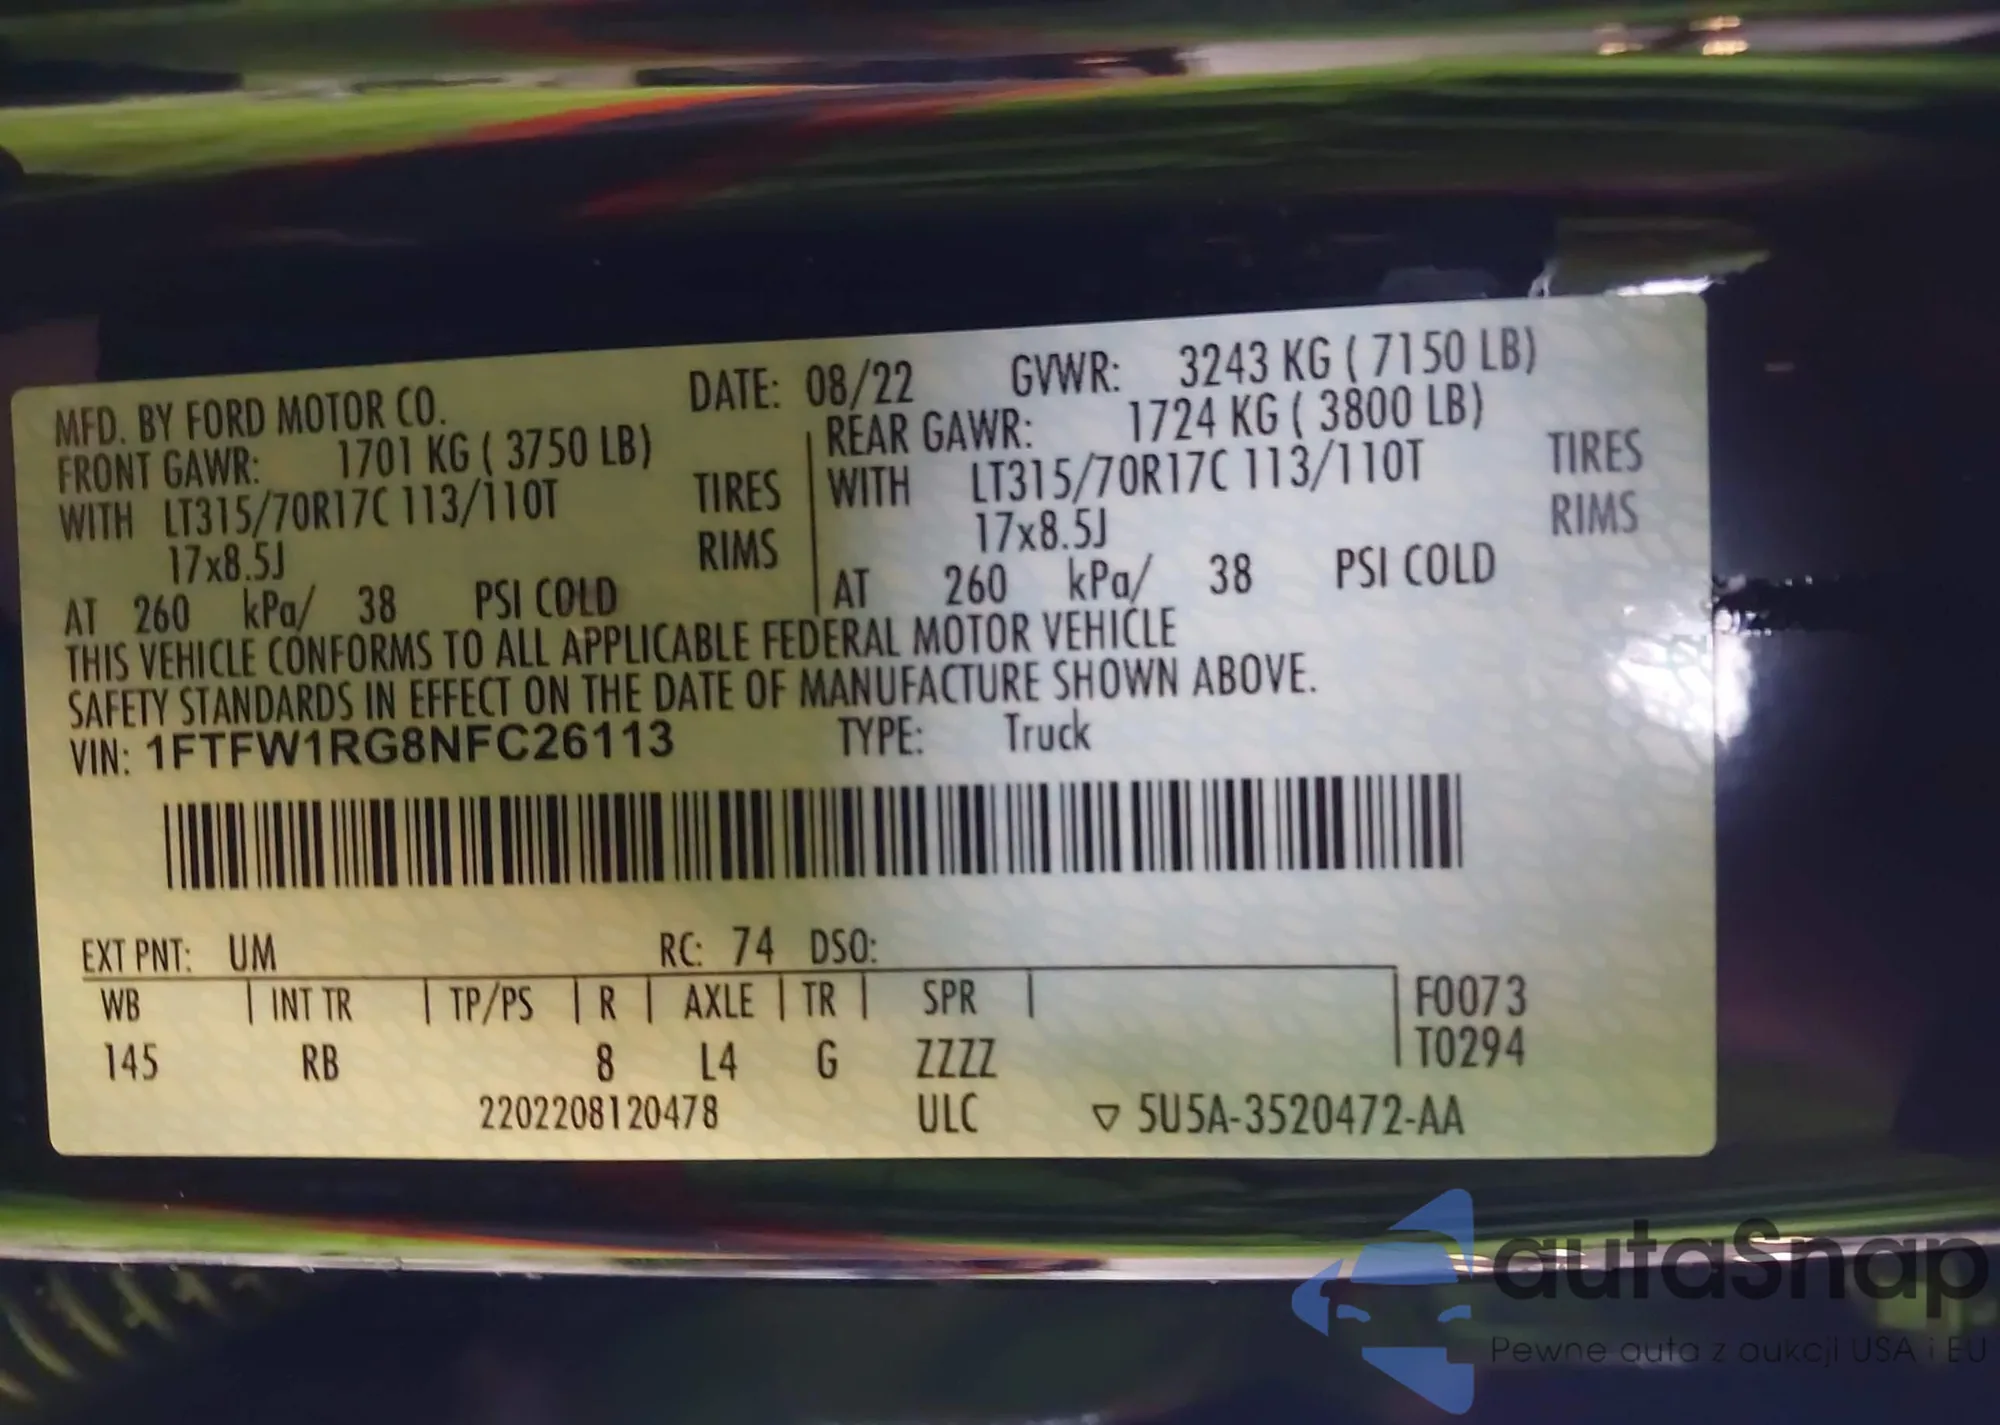 MFD. BY FORD MOTOR CO. DATE: 08/22 GVWR: 3243 KG ( 7150 LB)
FRONT GAWR: 1701 KG ( 3750 LB) REAR GAWR: 1724 KG ( 3800 LB)
WITH LT315/70R17C 113/110T TIRES WITH LT315/70R17C 113/110T TIRES
17x8.5J RIMS 17x8.5J RIMS
AT 260 kPa/ 38 PSI COLD AT 260 kPa/ 38 PSI COLD
THIS VEHICLE CONFORMS TO ALL APPLICABLE FEDERAL MOTOR VEHICLE
SAFETY STANDARDS IN EFFECT ON THE DATE OF MANUFACTURE SHOWN ABOVE.
VIN: 1FTFW1RG8NFC26113 TYPE: Truck
EXT PNT: UM RC: 74 DSO:
WB | INT TR | TP/PS | R | AXLE | TR | SPR | F0073
T0294
145 RB 8 L4 G ZZZZ
2202208120478 ULC ▽ 5U5A-3520472-AA
autaSnap
Pewne auta z aukcji USA i EU